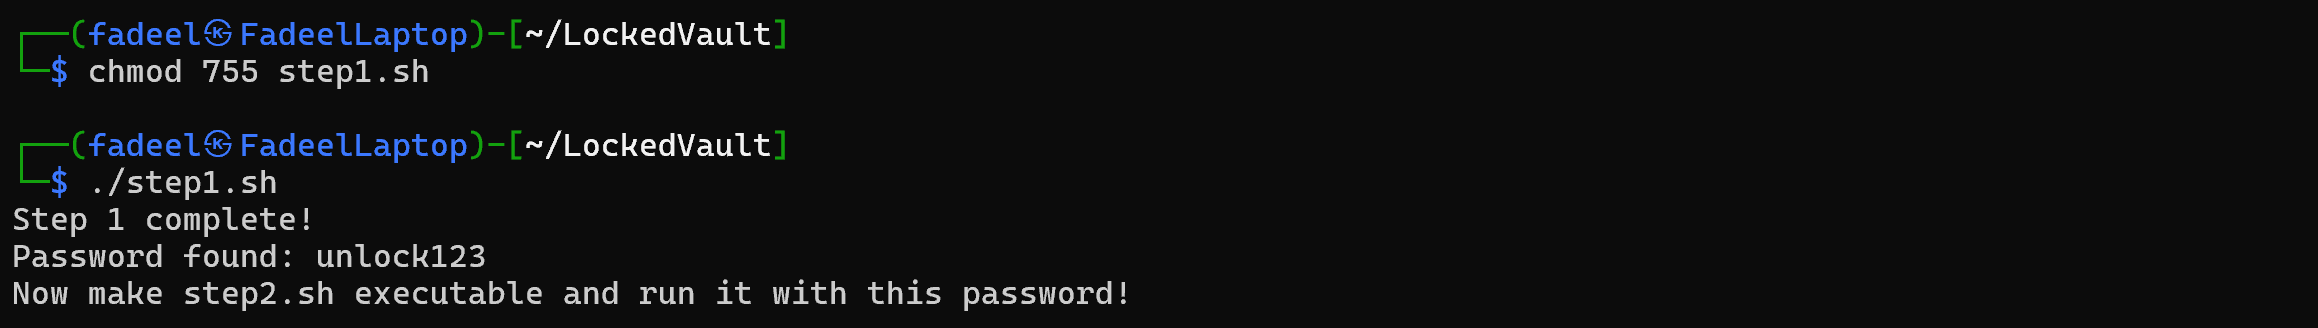 ┌──(fadeel㉿FadeelLaptop)-[~/LockedVault]
└─$ chmod 755 step1.sh
┌──(fadeel㉿FadeelLaptop)-[~/LockedVault]
└─$ ./step1.sh
Step 1 complete!
Password found: unlock123
Now make step2.sh executable and run it with this password!